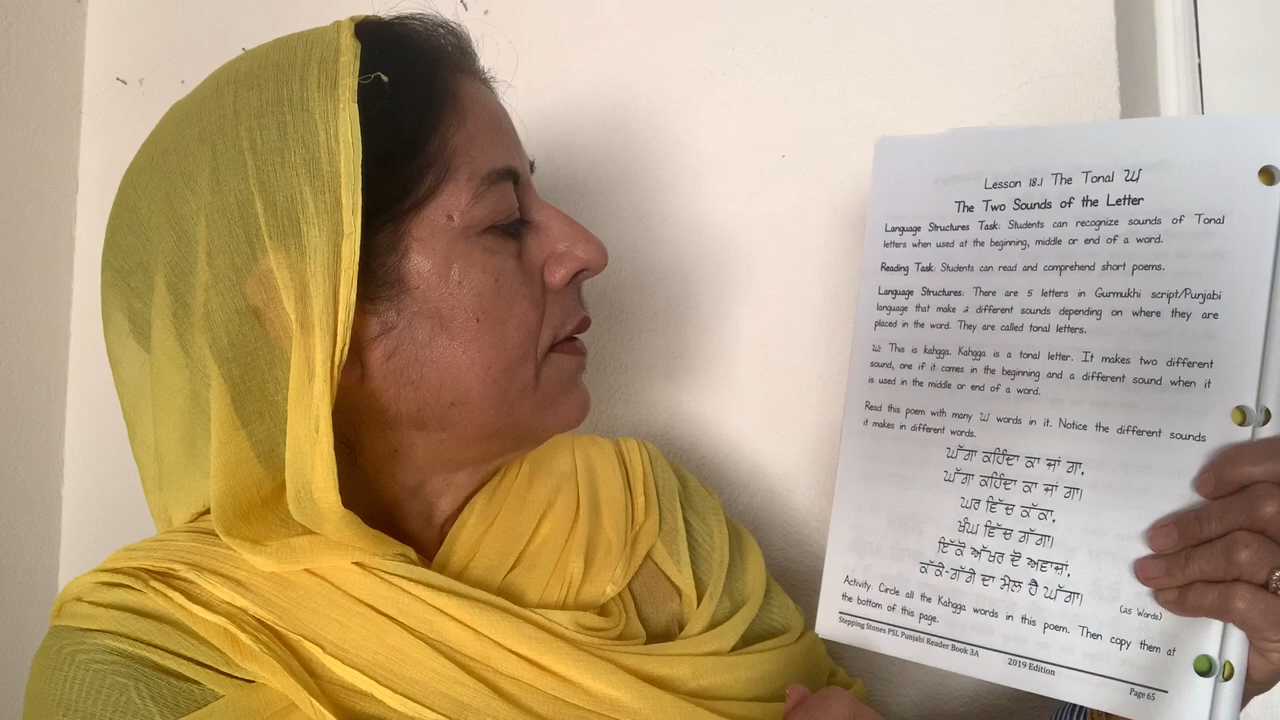 Lesson 18.1 The Tonal ਘ
The Two Sounds of the Letter
Language Structures Task: Students can recognize sounds of Tonal
letters when used at the beginning, middle or end of a word.
Reading Task: Students can read and comprehend short poems.
Language Structures: There are 5 letters in Gurmukhi script/Punjabi
language that make 2 different sounds depending on where they are
placed in the word. They are called tonal letters.
ਘ: This is kahgga. Kahgga is a tonal letter. It makes two different
sound, one if it comes in the beginning and a different sound when it
is used in the middle or end of a word.
Read this poem with many ਘ words in it. Notice the different sounds
it makes in different words.
ਘੱਗਾ ਕਹਿੰਦਾ ਕਾ ਜਾਂ ਗਾ,
ਘੱਗਾ ਕਹਿੰਦਾ ਕਾ ਜਾਂ ਗਾ।
ਘਰ ਵਿੱਚ ਕੱਕਾ,
ਖੰਘ ਵਿੱਚ ਗੱਗਾ।
ਇੱਕੋ ਅੱਖਰ ਦੋ ਅਵਾਜ਼ਾਂ,
ਕੱਕੇ-ਗੱਗੇ ਦਾ ਮੇਲ ਹੈ ਘੱਗਾ।
(25 Words)
Activity: Circle all the Kahgga words in this poem. Then copy them at
the bottom of this page.
Stepping Stones PSL Punjabi Reader Book 3A 2019 Edition Page 65